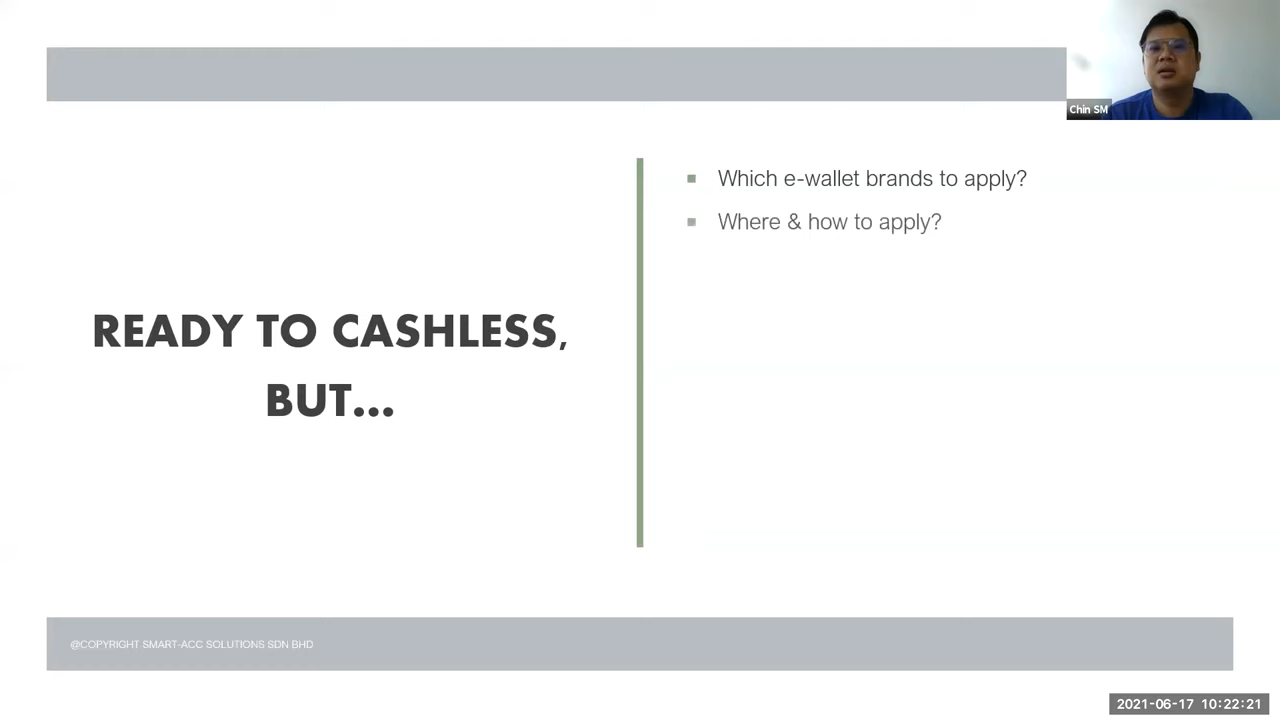 Chin SM
READY TO CASHLESS,
BUT...
Which e-wallet brands to apply?
Where & how to apply?
@COPYRIGHT SMART-ACC SOLUTIONS SDN BHD
2021-06-17 10:22:21